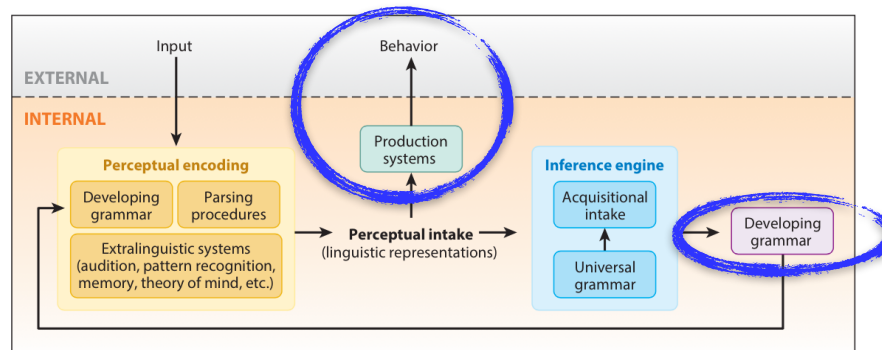 Input
Behavior
EXTERNAL
INTERNAL
Production
systems
Perceptual encoding
Developing
grammar
Parsing
procedures
Extralinguistic systems
(audition, pattern recognition,
memory, theory of mind, etc.)
Perceptual intake
(linguistic representations)
Inference engine
Acquisitional
intake
Universal
grammar
Developing
grammar